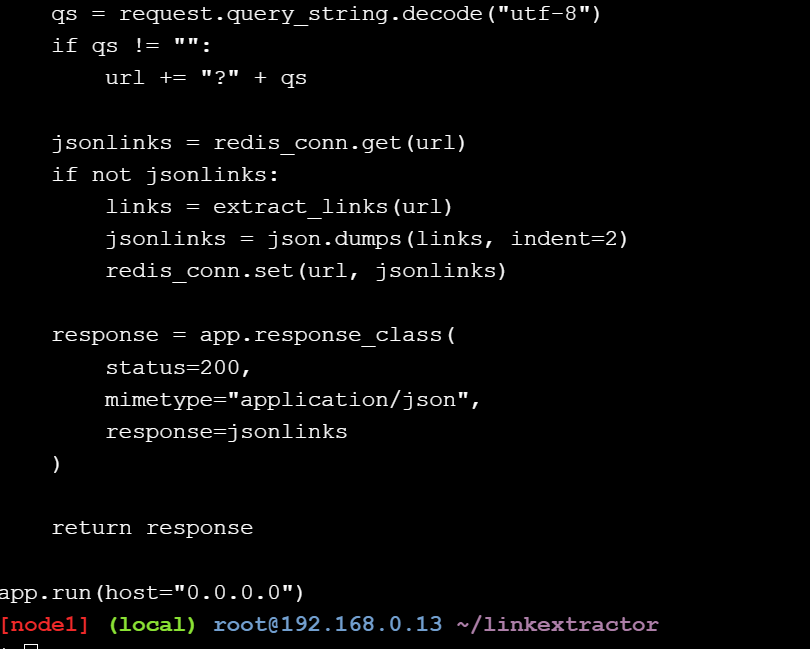 qs = request.query_string.decode("utf-8")
if qs != "":
url += "?" + qs
jsonlinks = redis_conn.get(url)
if not jsonlinks:
links = extract_links(url)
jsonlinks = json.dumps(links, indent=2)
redis_conn.set(url, jsonlinks)
response = app.response_class(
status=200,
mimetype="application/json",
response=jsonlinks
)
return response
app.run(host="0.0.0.0")
[node1] (local) root@192.168.0.13 ~/linkextractor